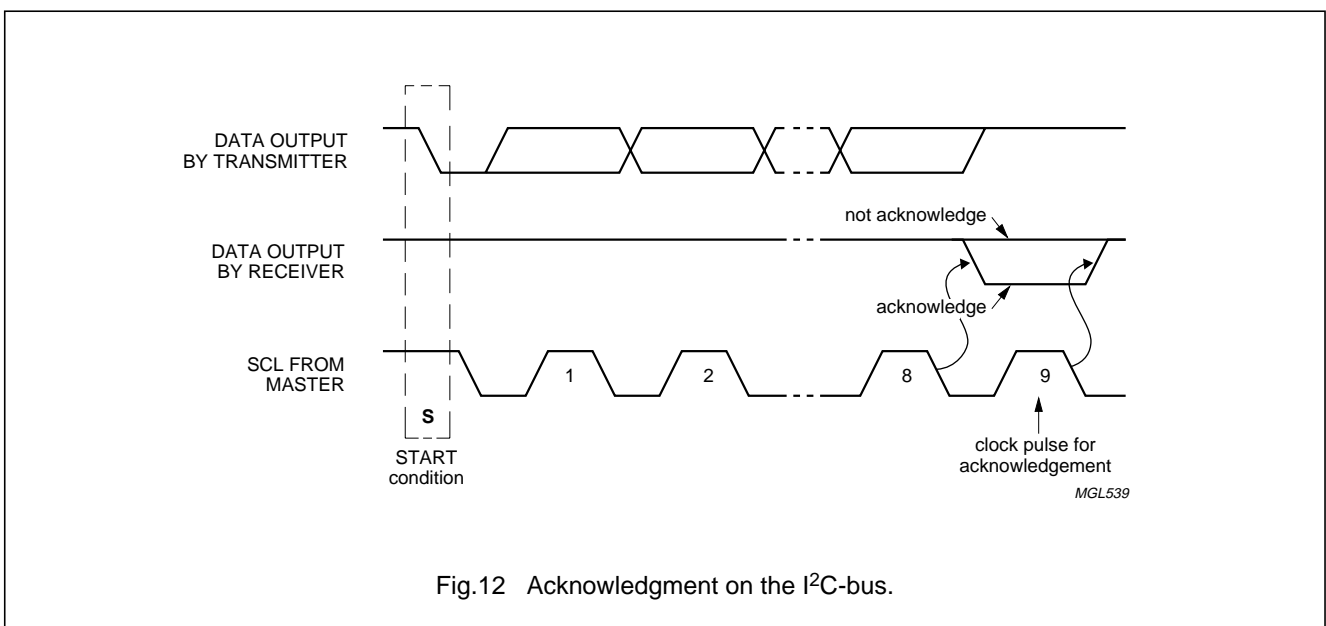 DATA OUTPUT
BY TRANSMITTER
not acknowledge
DATA OUTPUT
BY RECEIVER
acknowledge
SCL FROM
MASTER
1
2
8
9
S
START
condition
clock pulse for
acknowledgement
MGL539
Fig.12 Acknowledgment on the I²C-bus.